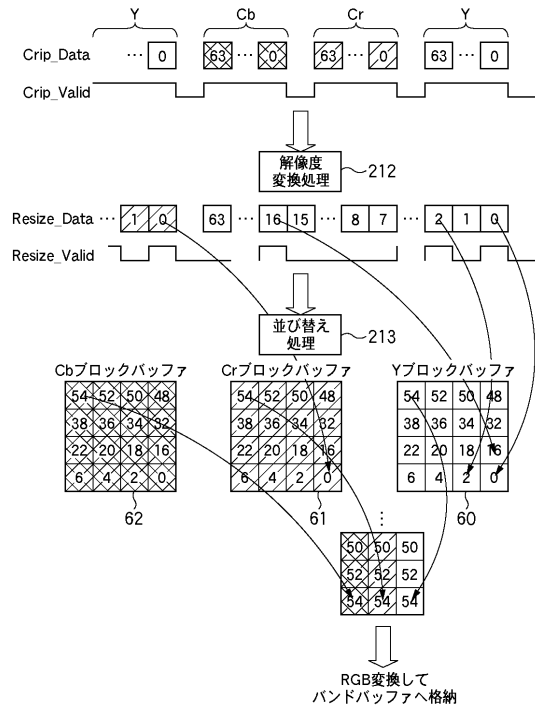 Y Cb Cr Y
Crip_Data … 0 63 … 0 63 … 0 63 … 0
Crip_Valid
解像度
変換処理
212
Resize_Data … 1 0 63 … 16 15 … 8 7 … 2 1 0
Resize_Valid
並び替え
処理
213
Cbブロックバッファ Crブロックバッファ Yブロックバッファ
54 52 50 48 54 52 50 48 54 52 50 48
38 36 34 32 38 36 34 32 38 36 34 32
22 20 18 16 22 20 18 16 22 20 18 16
6 4 2 0 6 4 2 0 6 4 2 0
62 61 60
⋮
50 50 50
52 52 52
54 54 54
RGB変換して
バンドバッファへ格納